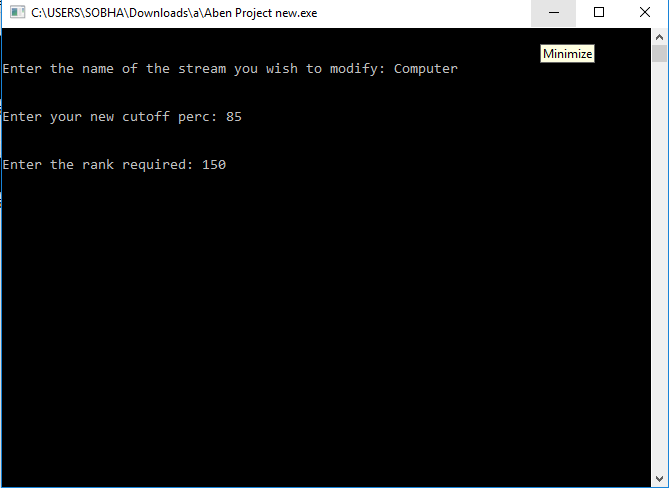 C:\USERS\SOBHA\Downloads\a\Aben Project new.exe
Minimize
Enter the name of the stream you wish to modify: Computer
Enter your new cutoff perc: 85
Enter the rank required: 150